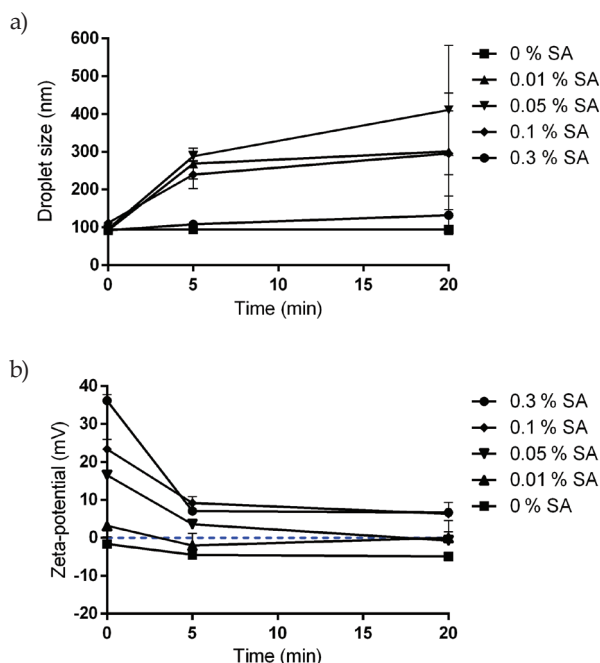 a)
600
500
400
300
200
100
0
Droplet size (nm)
0 5 10 15 20
Time (min)
0 % SA
0.01 % SA
0.05 % SA
0.1 % SA
0.3 % SA
b)
40
30
20
10
0
-10
-20
Zeta-potential (mV)
0 5 10 15 20
Time (min)
0.3 % SA
0.1 % SA
0.05 % SA
0.01 % SA
0 % SA